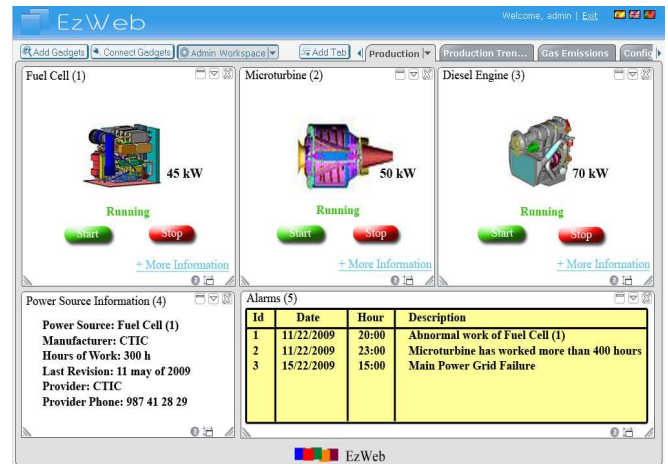 EzWeb
Welcome, admin | Exit
Add Gadgets
Connect Gadgets
Admin Workspace
Add Tab
Production
Production Tren...
Gas Emissions
Config
Fuel Cell (1)
45 kW
Running
Start
Stop
+ More Information
Microturbine (2)
50 kW
Running
Start
Stop
+ More Information
Diesel Engine (3)
70 kW
Running
Start
Stop
+ More Information
Power Source Information (4)
Power Source: Fuel Cell (1)
Manufacturer: CTIC
Hours of Work: 300 h
Last Revision: 11 may of 2009
Provider: CTIC
Provider Phone: 987 41 28 29
Alarms (5)
Id Date Hour Description
1 11/22/2009 20:00 Abnormal work of Fuel Cell (1)
2 11/22/2009 23:00 Microturbine has worked more than 400 hours
3 15/22/2009 15:00 Main Power Grid Failure
EzWeb